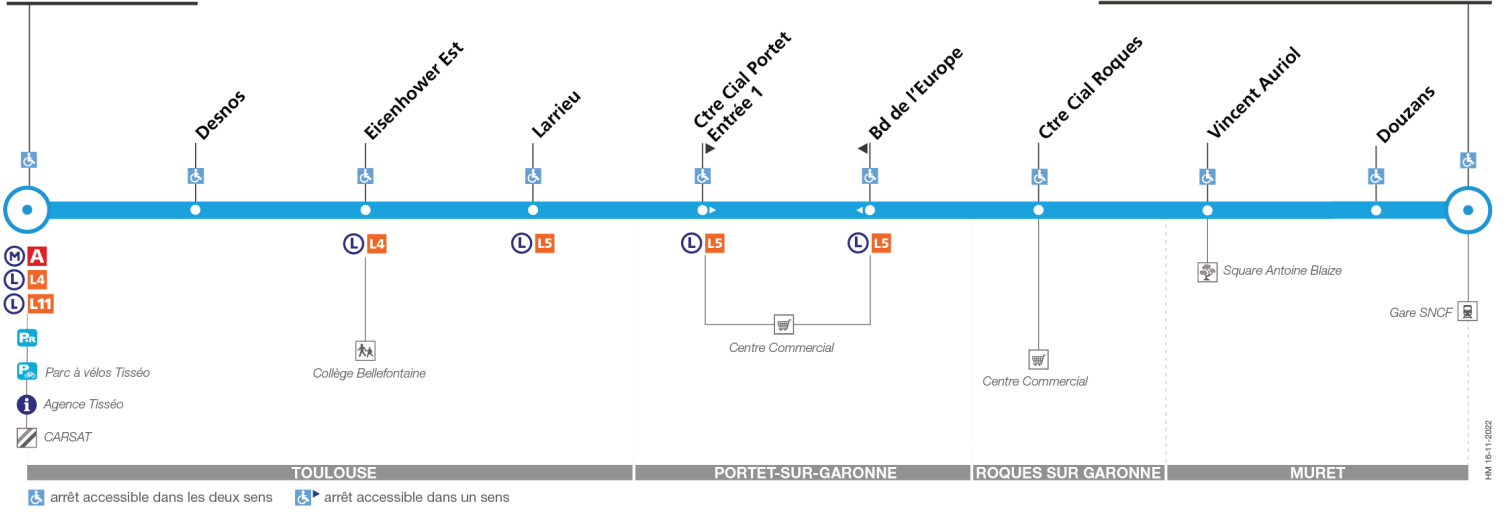 Desnos
Eisenhower Est
Larrieu
Ctre Cial Portet
Entrée 1
Bd de l'Europe
Ctre Cial Roques
Vincent Auriol
Douzans
M A
L L4
L L11
P+R
P
Parc à vélos Tisséo
i
Agence Tisséo
CARSAT
L L4
Collège Bellefontaine
L L5
L L5
L L5
Centre Commercial
Centre Commercial
Square Antoine Blaize
Gare SNCF
HM 16-11-2022
TOULOUSE
PORTET-SUR-GARONNE
ROQUES SUR GARONNE
MURET
arrêt accessible dans les deux sens
arrêt accessible dans un sens